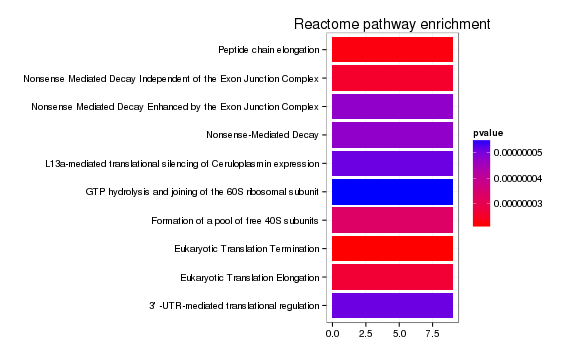 Reactome pathway enrichment
Peptide chain elongation
Nonsense Mediated Decay Independent of the Exon Junction Complex
Nonsense Mediated Decay Enhanced by the Exon Junction Complex
Nonsense-Mediated Decay
L13a-mediated translational silencing of Ceruloplasmin expression
GTP hydrolysis and joining of the 60S ribosomal subunit
Formation of a pool of free 40S subunits
Eukaryotic Translation Termination
Eukaryotic Translation Elongation
3' -UTR-mediated translational regulation
0.0 2.5 5.0 7.5
pvalue
0.00000005
0.00000004
0.00000003